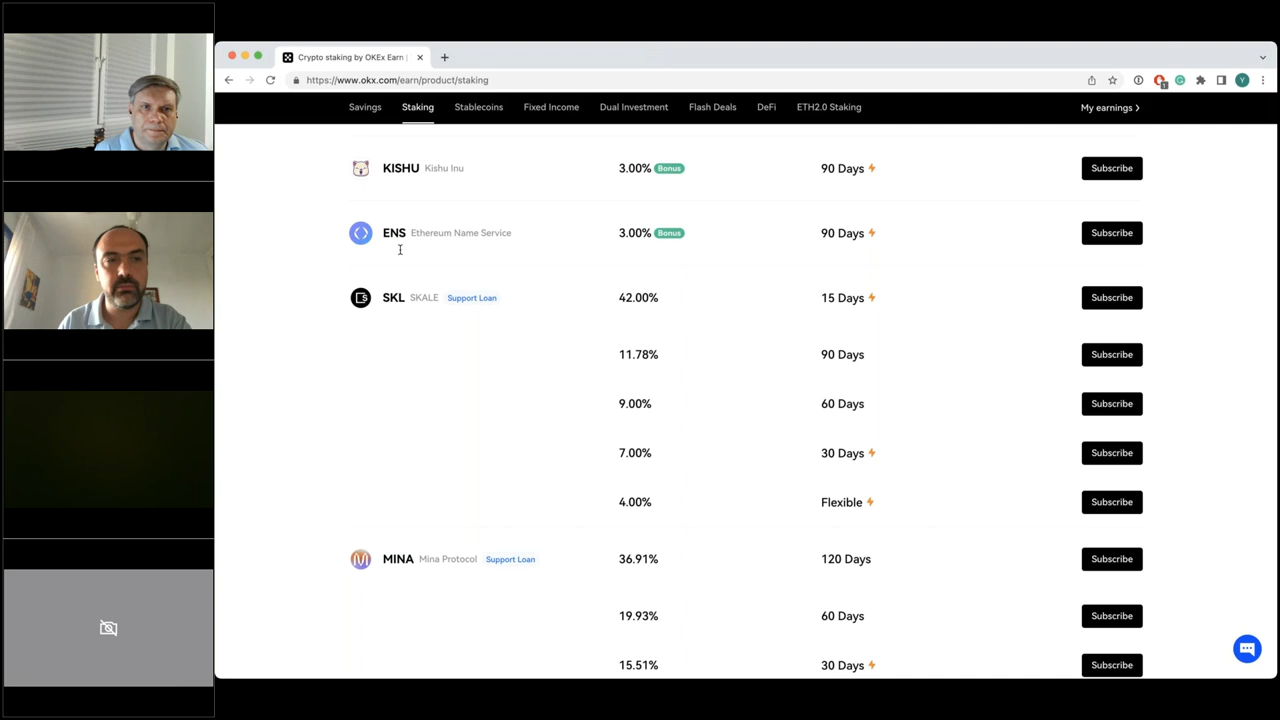 Crypto staking by OKEx Earn |
https://www.okx.com/earn/product/staking
1
Y
Savings Staking Stablecoins Fixed Income Dual Investment Flash Deals DeFi ETH2.0 Staking My earnings
KISHU Kishu Inu 3.00% Bonus 90 Days Subscribe
ENS Ethereum Name Service 3.00% Bonus 90 Days Subscribe
SKL SKALE Support Loan 42.00% 15 Days Subscribe
11.78% 90 Days Subscribe
9.00% 60 Days Subscribe
7.00% 30 Days Subscribe
4.00% Flexible Subscribe
MINA Mina Protocol Support Loan 36.91% 120 Days Subscribe
19.93% 60 Days Subscribe
15.51% 30 Days Subscribe